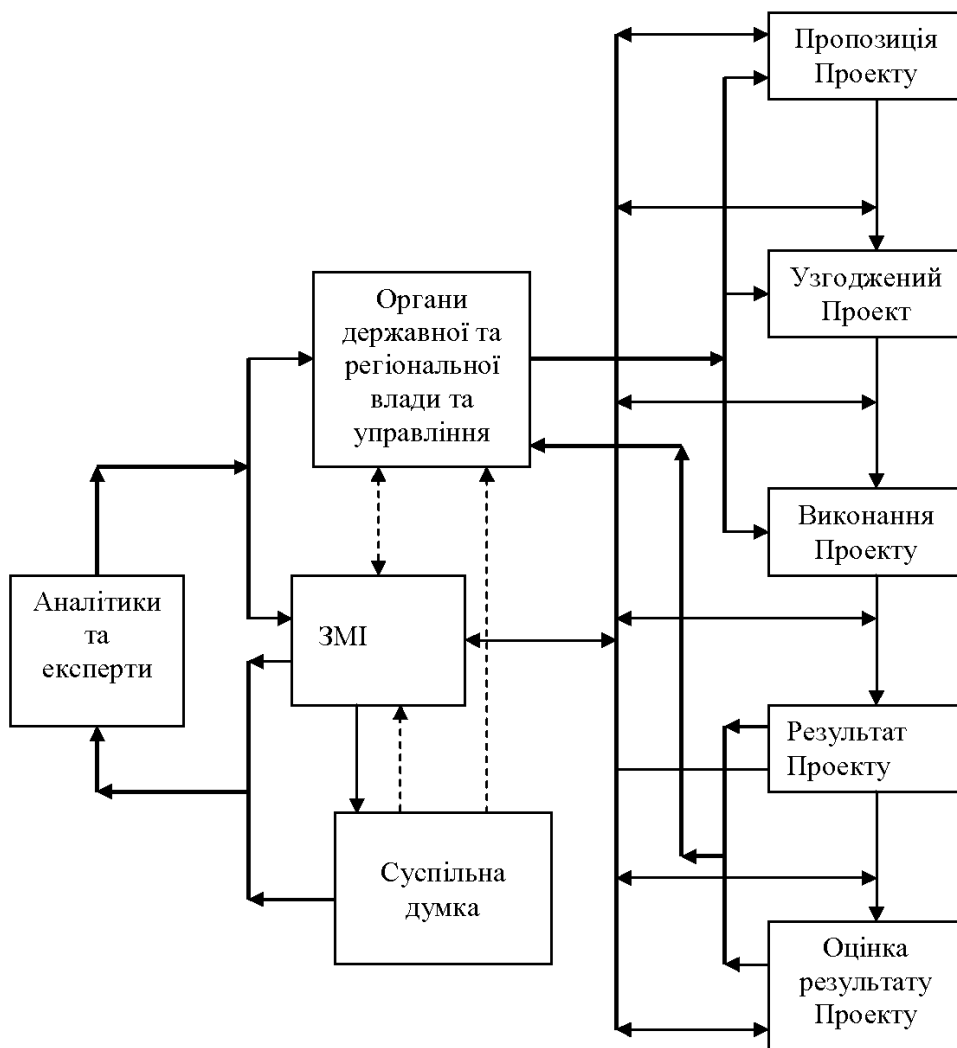 Пропозиція
Проекту
Узгоджений
Проект
Органи
державної та
регіональної
влади та
управління
Виконання
Проекту
Аналітики
та
експерти
ЗМІ
Результат
Проекту
Суспільна
думка
Оцінка
результату
Проекту